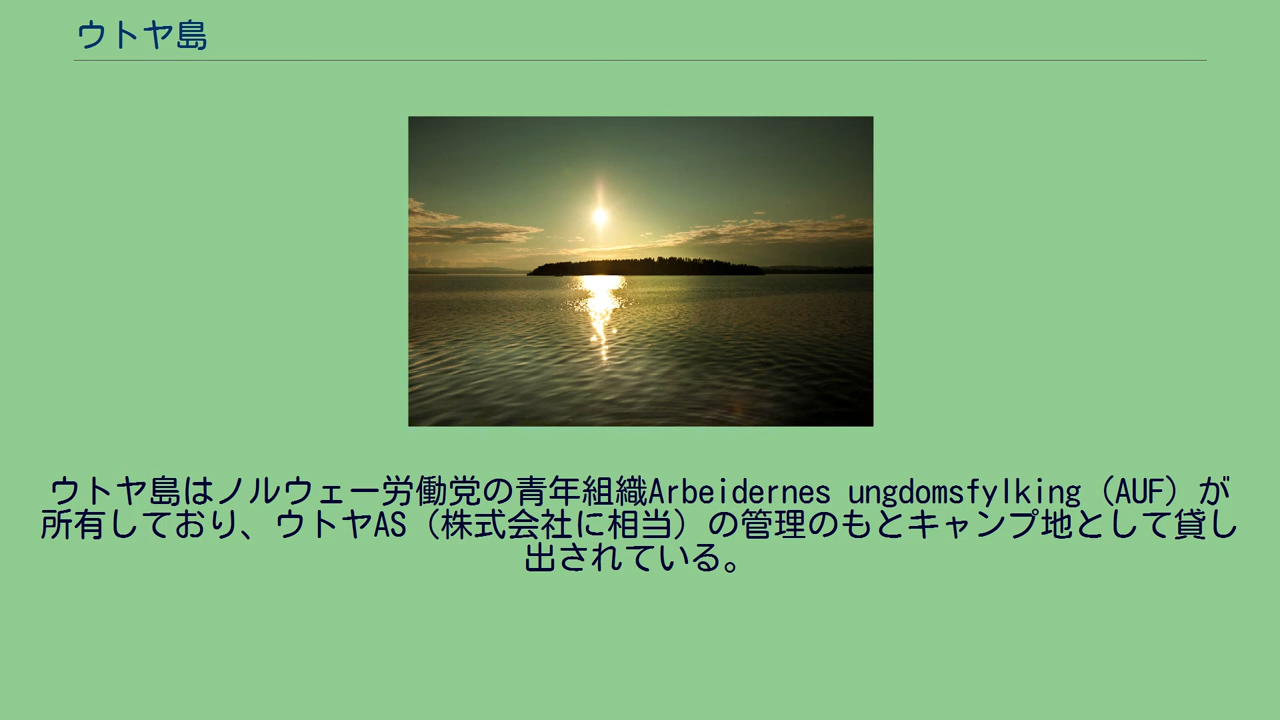 ウトヤ島
ウトヤ島はノルウェー労働党の青年組織Arbeidernes ungdomsfylking（AUF）が
所有しており、ウトヤAS（株式会社に相当）の管理のもとキャンプ地として貸し
出されている。